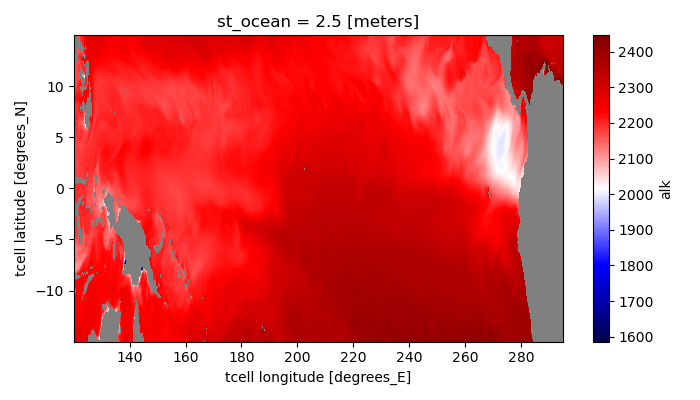 st_ocean = 2.5 [meters]
tcell latitude [degrees_N]
10
5
0
−5
−10
140 160 180 200 220 240 260 280
tcell longitude [degrees_E]
2400
2300
2200
2100
2000
1900
1800
1700
1600
alk